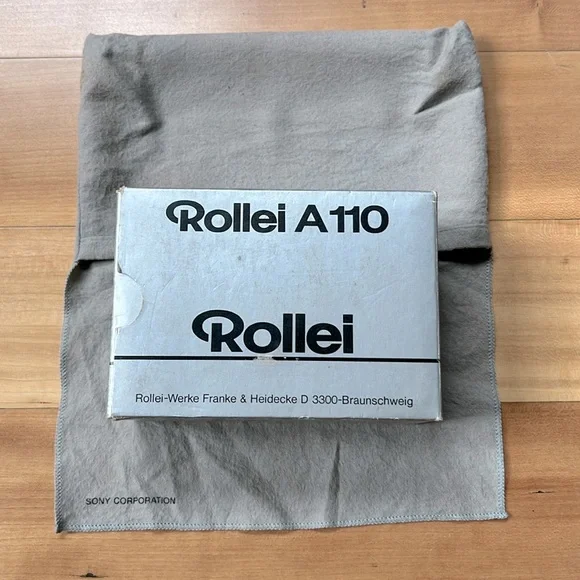 Rollei A110
Rollei
Rollei-Werke Franke & Heidecke D 3300-Braunschweig
SONY CORPORATION